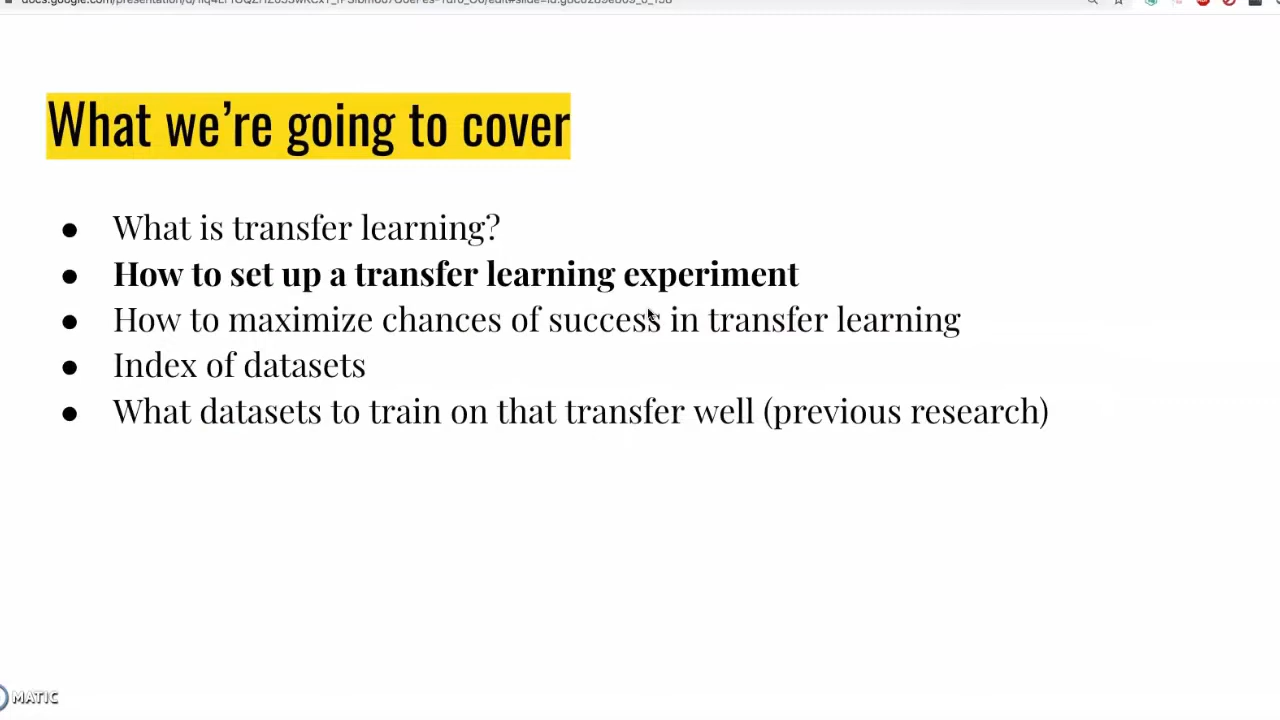 What we’re going to cover
● What is transfer learning?
● How to set up a transfer learning experiment
● How to maximize chances of success in transfer learning
● Index of datasets
● What datasets to train on that transfer well (previous research)
MATIC